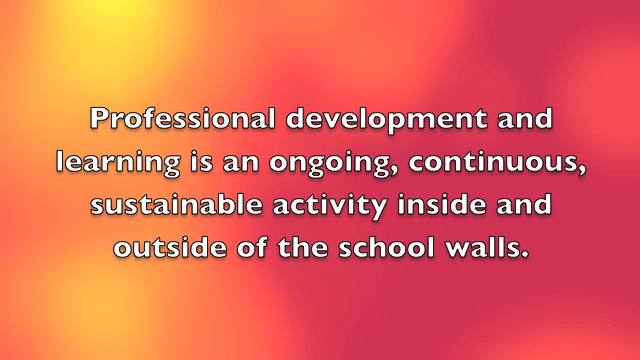 Professional development and
learning is an ongoing, continuous,
sustainable activity inside and
outside of the school walls.